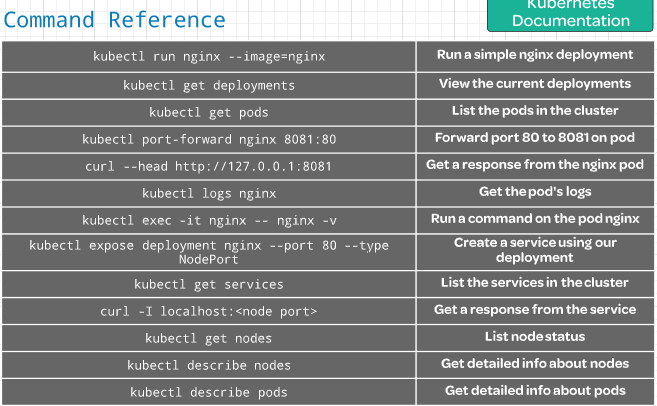 Kubernetes
Documentation
Command Reference
kubectl run nginx --image=nginx
Run a simple nginx deployment
kubectl get deployments
View the current deployments
kubectl get pods
List the pods in the cluster
kubectl port-forward nginx 8081:80
Forward port 80 to 8081 on pod
curl --head http://127.0.0.1:8081
Get a response from the nginx pod
kubectl logs nginx
Get the pod's logs
kubectl exec -it nginx -- nginx -v
Run a command on the pod nginx
kubectl expose deployment nginx --port 80 --type
NodePort
Create a service using our
deployment
kubectl get services
List the services in the cluster
curl -I localhost:<node port>
Get a response from the service
kubectl get nodes
List node status
kubectl describe nodes
Get detailed info about nodes
kubectl describe pods
Get detailed info about pods